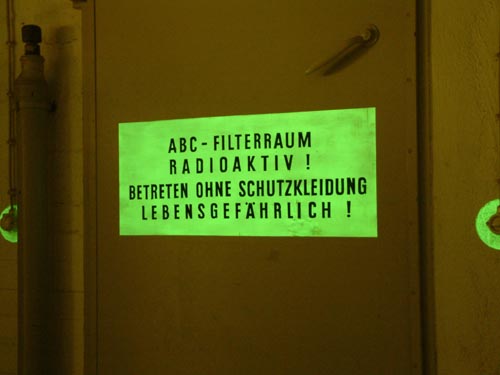 ABC - FILTERRAUM
RADIOAKTIV !
BETRETEN OHNE SCHUTZKLEIDUNG
LEBENSGEFÄHRLICH !